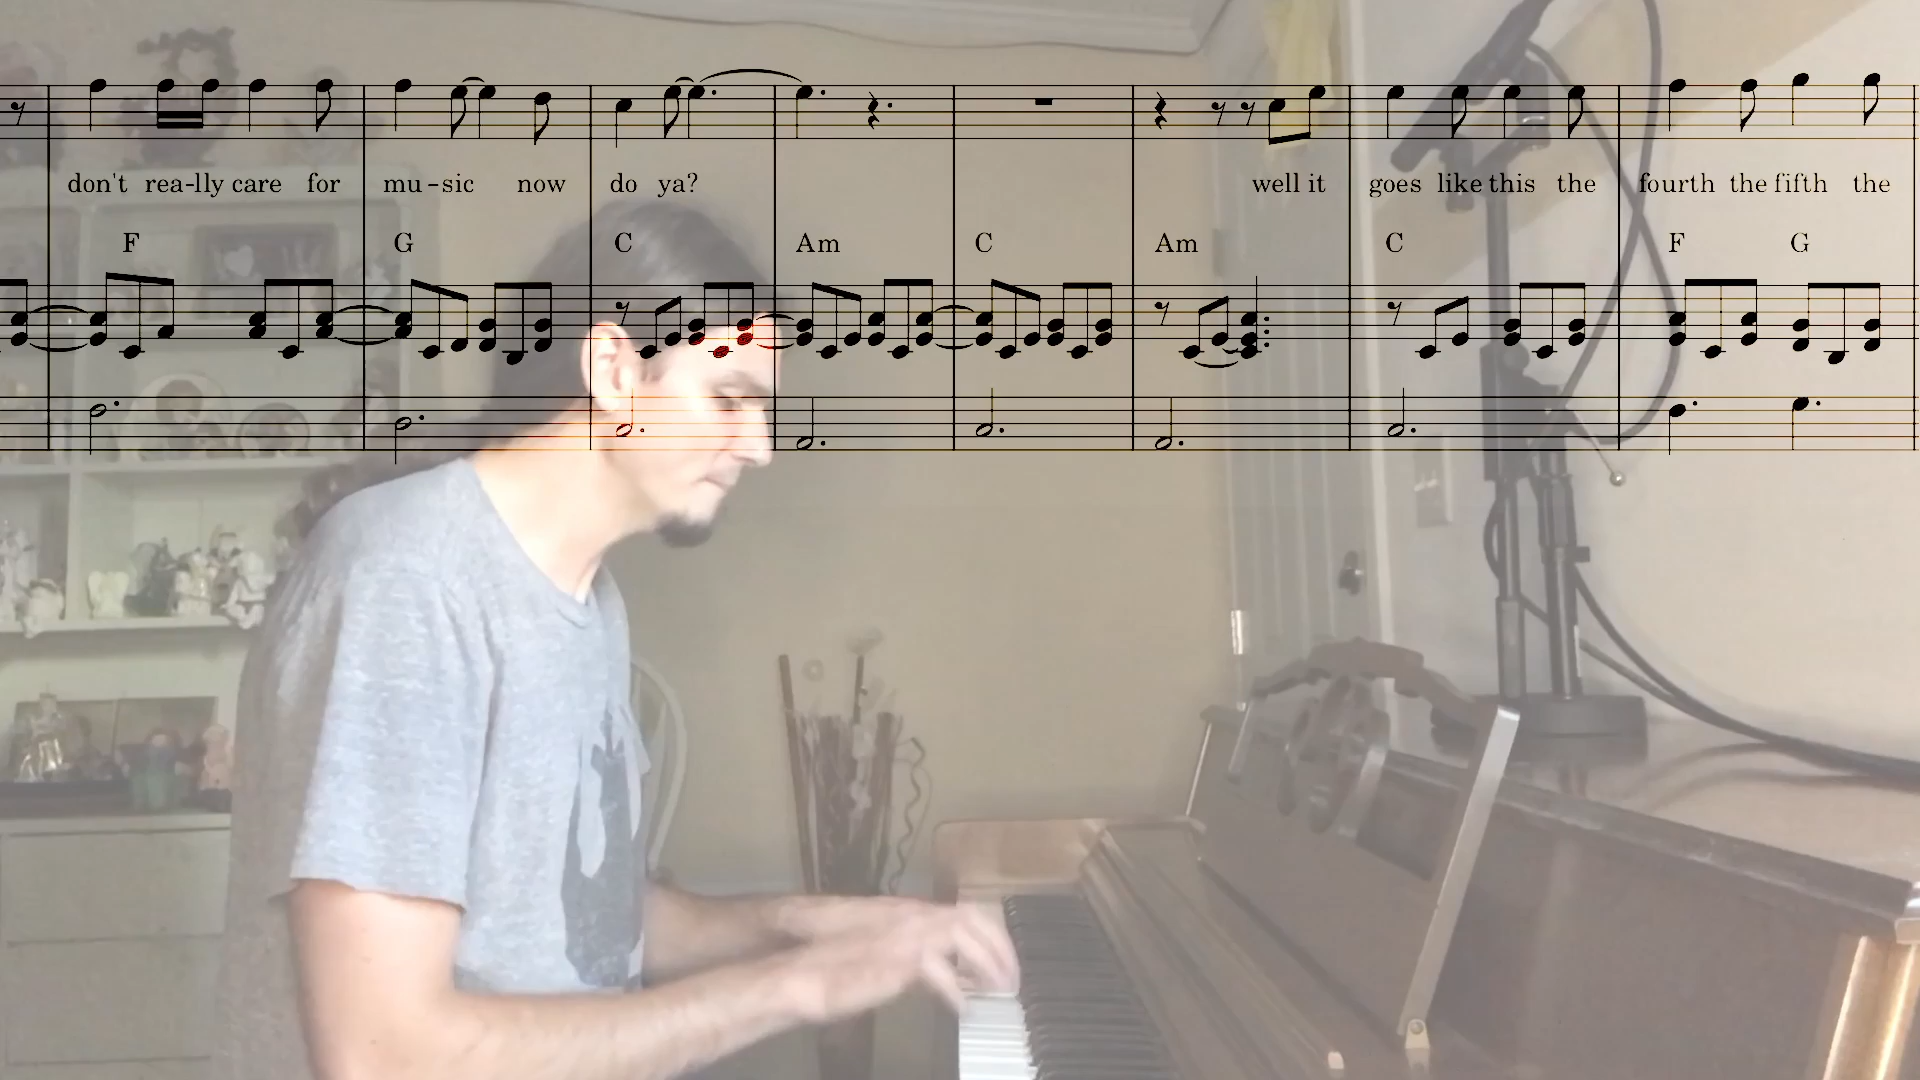 don't rea-lly care for mu-sic now do ya? well it goes like this the fourth the fifth the
F G C Am C Am C F G